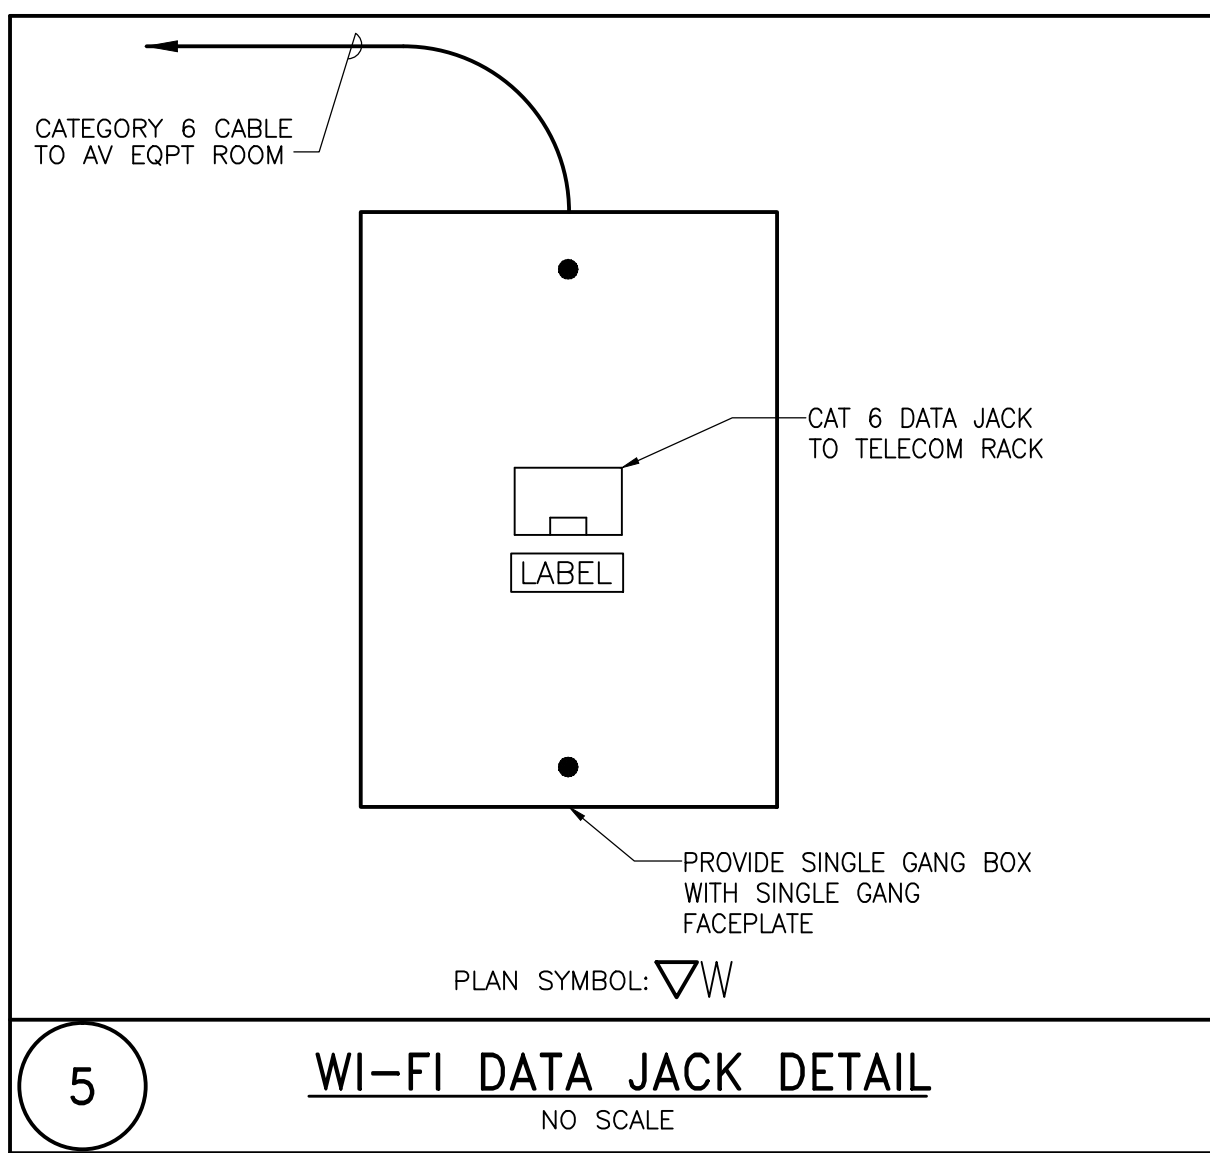 CATEGORY 6 CABLE
TO AV EQPT ROOM
CAT 6 DATA JACK
TO TELECOM RACK
LABEL
PROVIDE SINGLE GANG BOX
WITH SINGLE GANG
FACEPLATE
PLAN SYMBOL: W
5
WI-FI DATA JACK DETAIL
NO SCALE